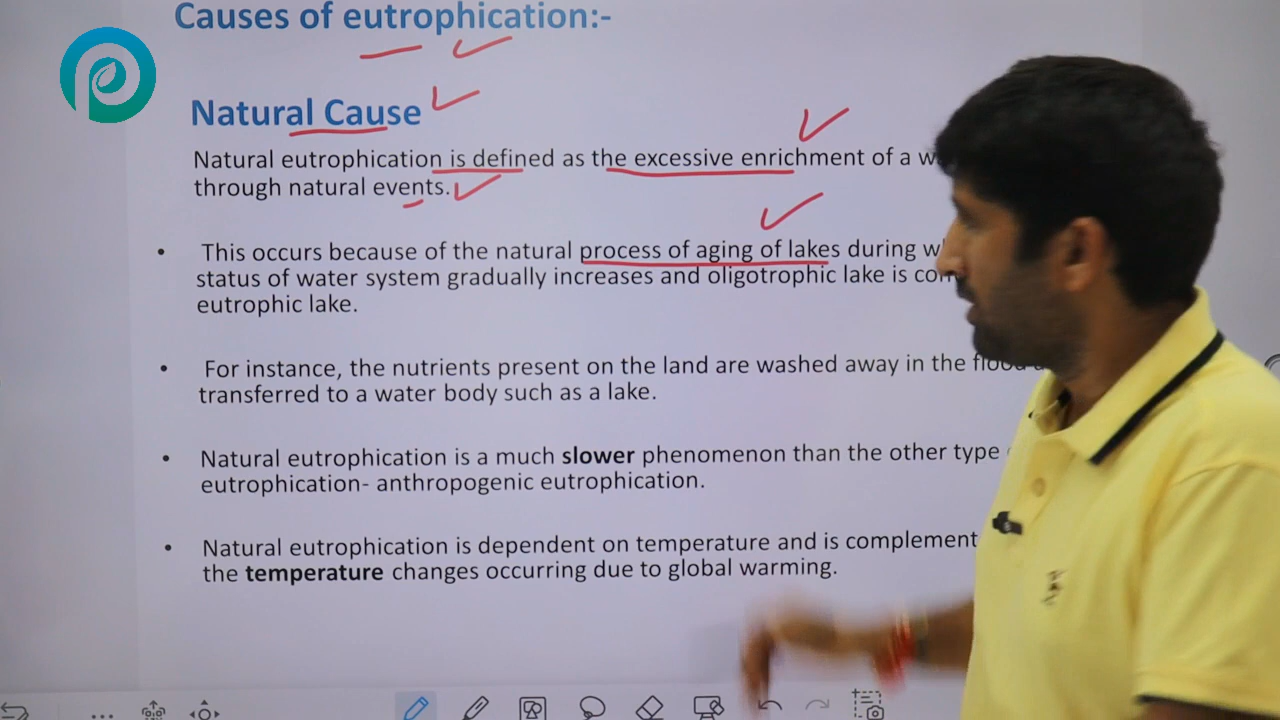 Causes of eutrophication:-
Natural Cause
Natural eutrophication is defined as the excessive enrichment of a
through natural events.
• This occurs because of the natural process of aging of lakes during
status of water system gradually increases and oligotrophic lake is
eutrophic lake.
• For instance, the nutrients present on the land are washed away in the flood
transferred to a water body such as a lake.
• Natural eutrophication is a much slower phenomenon than the other type
eutrophication- anthropogenic eutrophication.
• Natural eutrophication is dependent on temperature and is
the temperature changes occurring due to global warming.